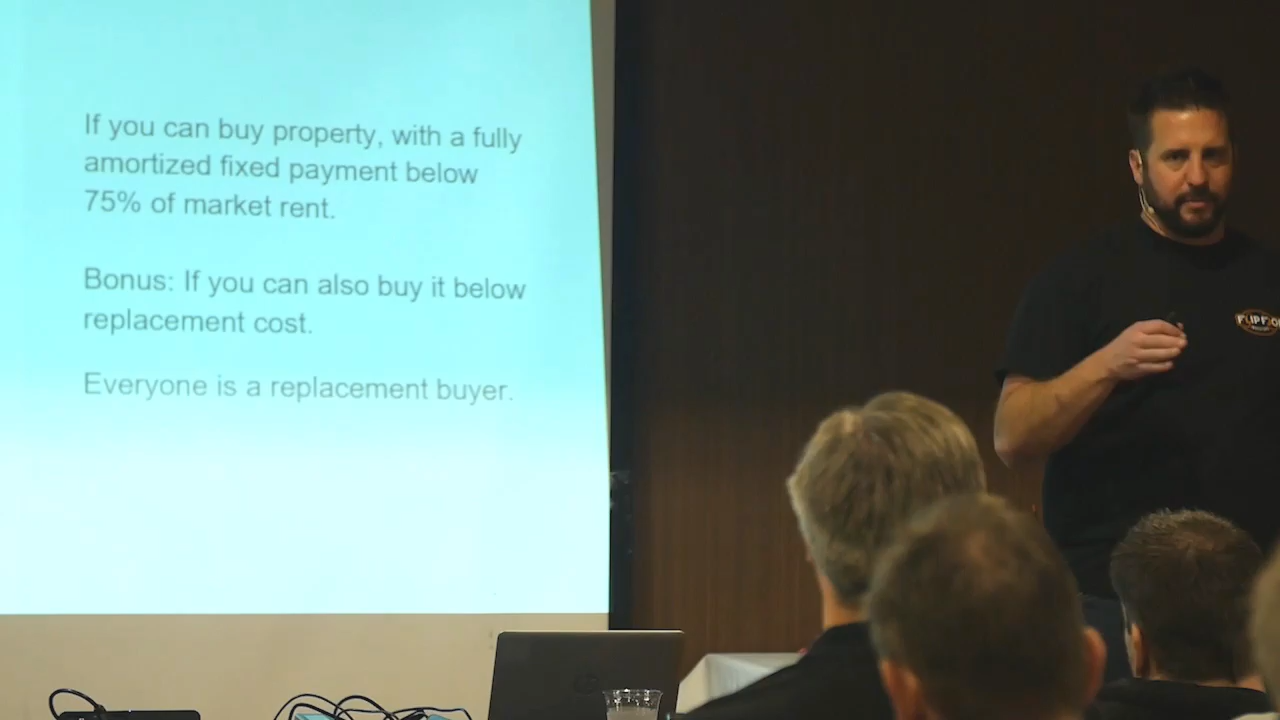 If you can buy property, with a fully
amortized fixed payment below
75% of market rent.
Bonus: If you can also buy it below
replacement cost.
Everyone is a replacement buyer.